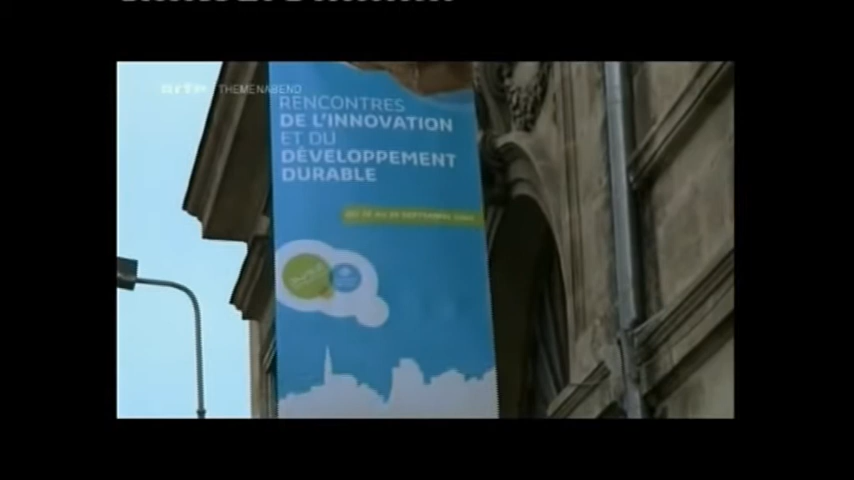 arte THEMENABEND
RENCONTRES
DE L'INNOVATION
ET DU
DÉVELOPPEMENT
DURABLE